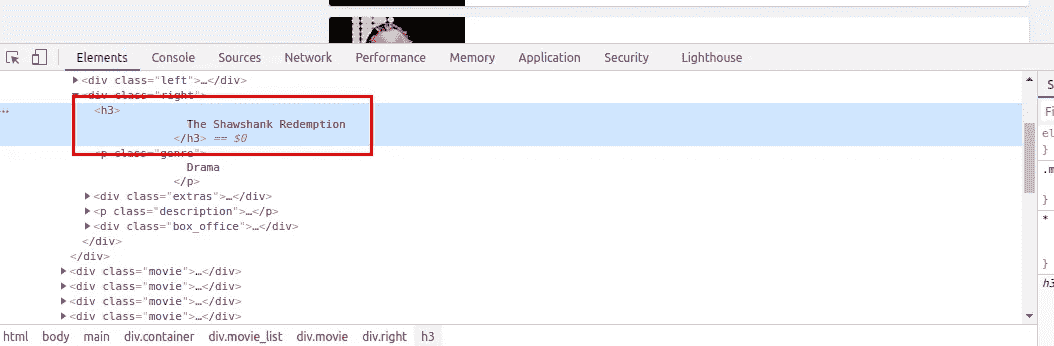 Elements Console Sources Network Performance Memory Application Security Lighthouse
<div class="left">…</div>
<div class="right">
… <h3>
The Shawshank Redemption
</h3> == $0
<p class="genre">
Drama
</p>
<div class="extras">…</div>
<p class="description">…</p>
<div class="box_office">…</div>
</div>
</div>
<div class="movie">…</div>
<div class="movie">…</div>
<div class="movie">…</div>
<div class="movie">…</div>
html body main div.container div.movie_list div.movie div.right h3
S
Fi
el
}
.m
}
*
}
h3